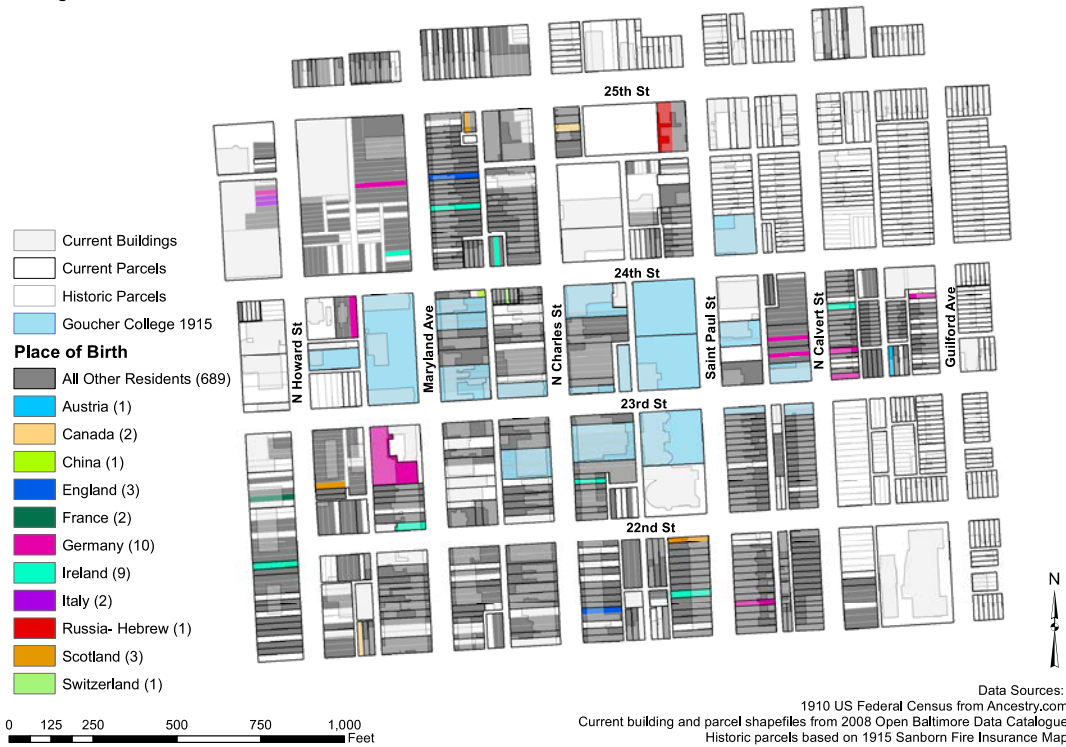 25th St
24th St
23rd St
22nd St
N Howard St
Maryland Ave
N Charles St
Saint Paul St
N Calvert St
Guilford Ave
Current Buildings
Current Parcels
Historic Parcels
Goucher College 1915
Place of Birth
All Other Residents (689)
Austria (1)
Canada (2)
China (1)
England (3)
France (2)
Germany (10)
Ireland (9)
Italy (2)
Russia- Hebrew (1)
Scotland (3)
Switzerland (1)
0 125 250 500 750 1,000
Feet
N
Data Sources:
1910 US Federal Census from Ancestry.com
Current building and parcel shapefiles from 2008 Open Baltimore Data Catalogue
Historic parcels based on 1915 Sanborn Fire Insurance Map